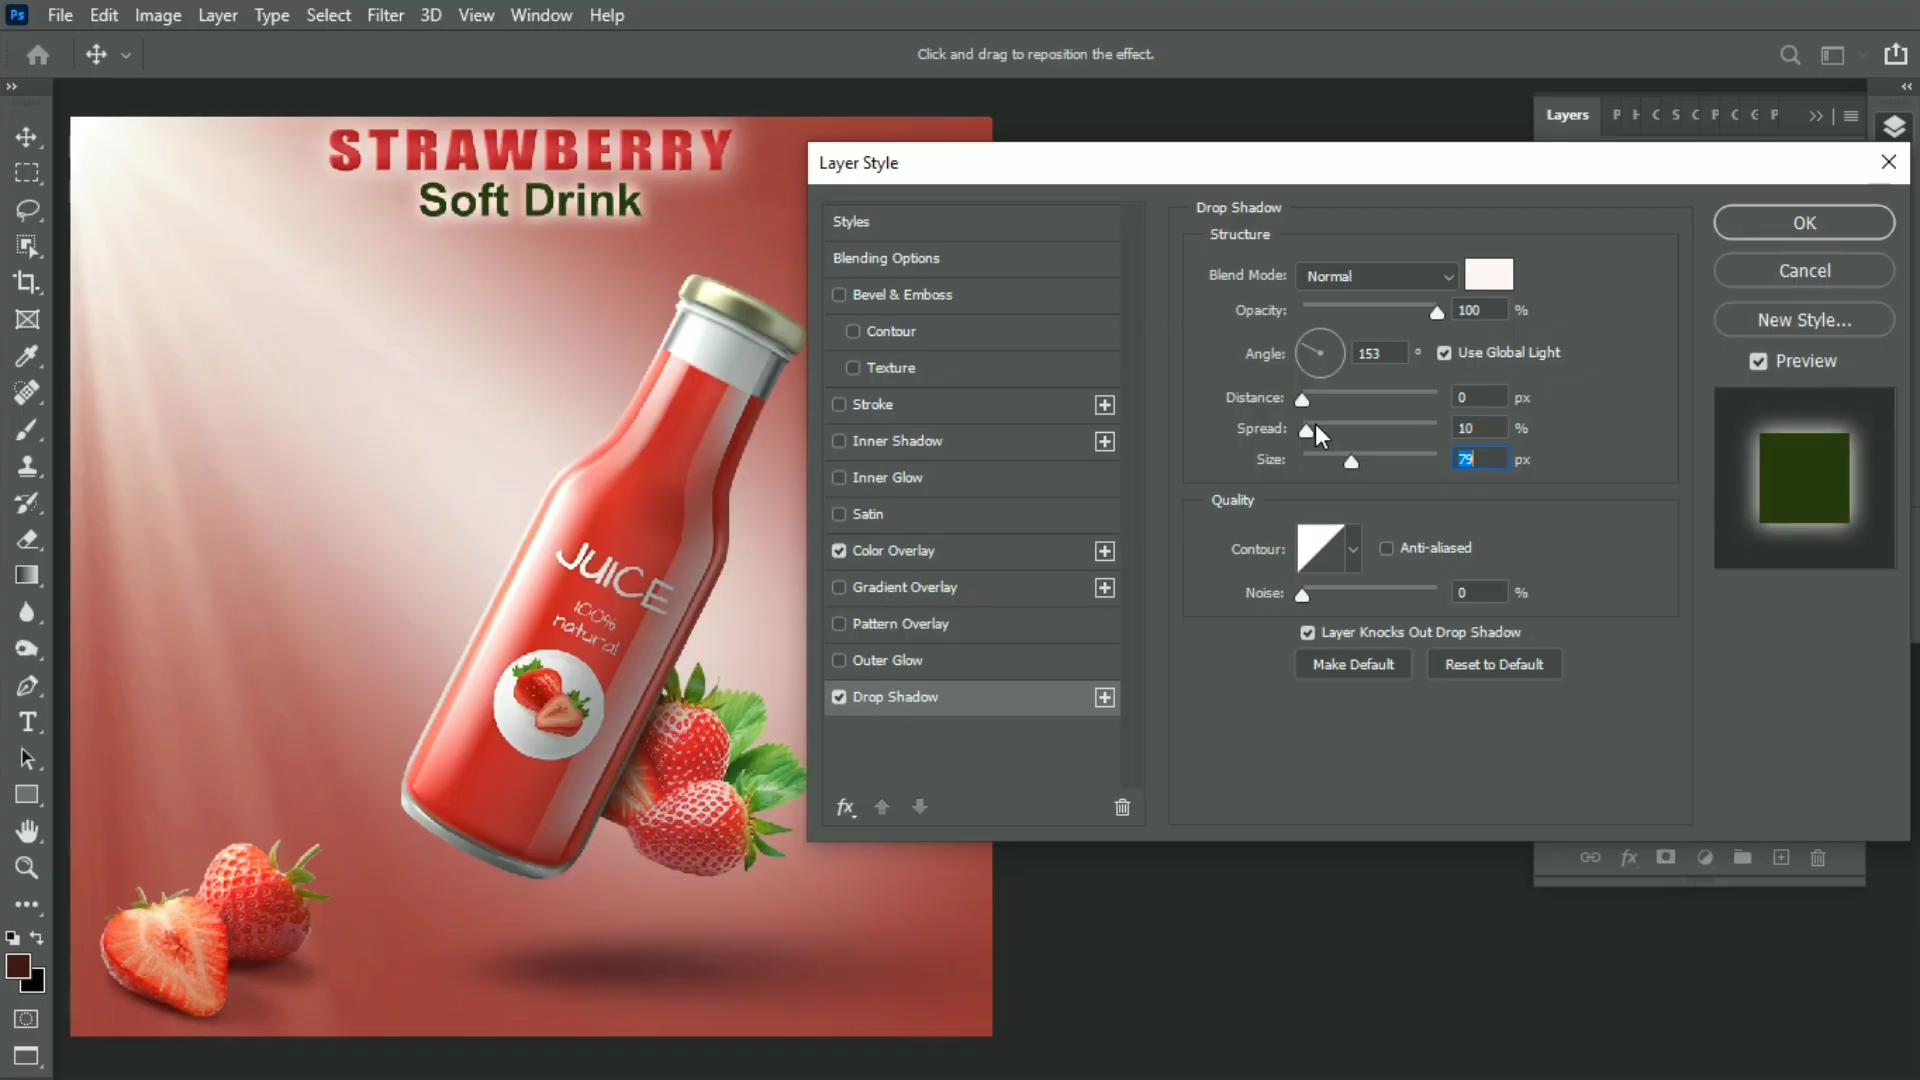 Ps File Edit Image Layer Type Select Filter 3D View Window Help
Click and drag to reposition the effect.
Layers P H C S C P C G P
STRAWBERRY
Soft Drink
JUICE
100%
natural
Layer Style
Styles
Blending Options
Bevel & Emboss
Contour
Texture
Stroke
Inner Shadow
Inner Glow
Satin
Color Overlay
Gradient Overlay
Pattern Overlay
Outer Glow
Drop Shadow
fx
Drop Shadow
Structure
Blend Mode: Normal
Opacity: 100 %
Angle: 153 ° Use Global Light
Distance: 0 px
Spread: 10 %
Size: 79 px
Quality
Contour: Anti-aliased
Noise: 0 %
Layer Knocks Out Drop Shadow
Make Default Reset to Default
OK
Cancel
New Style...
Preview
fx
T